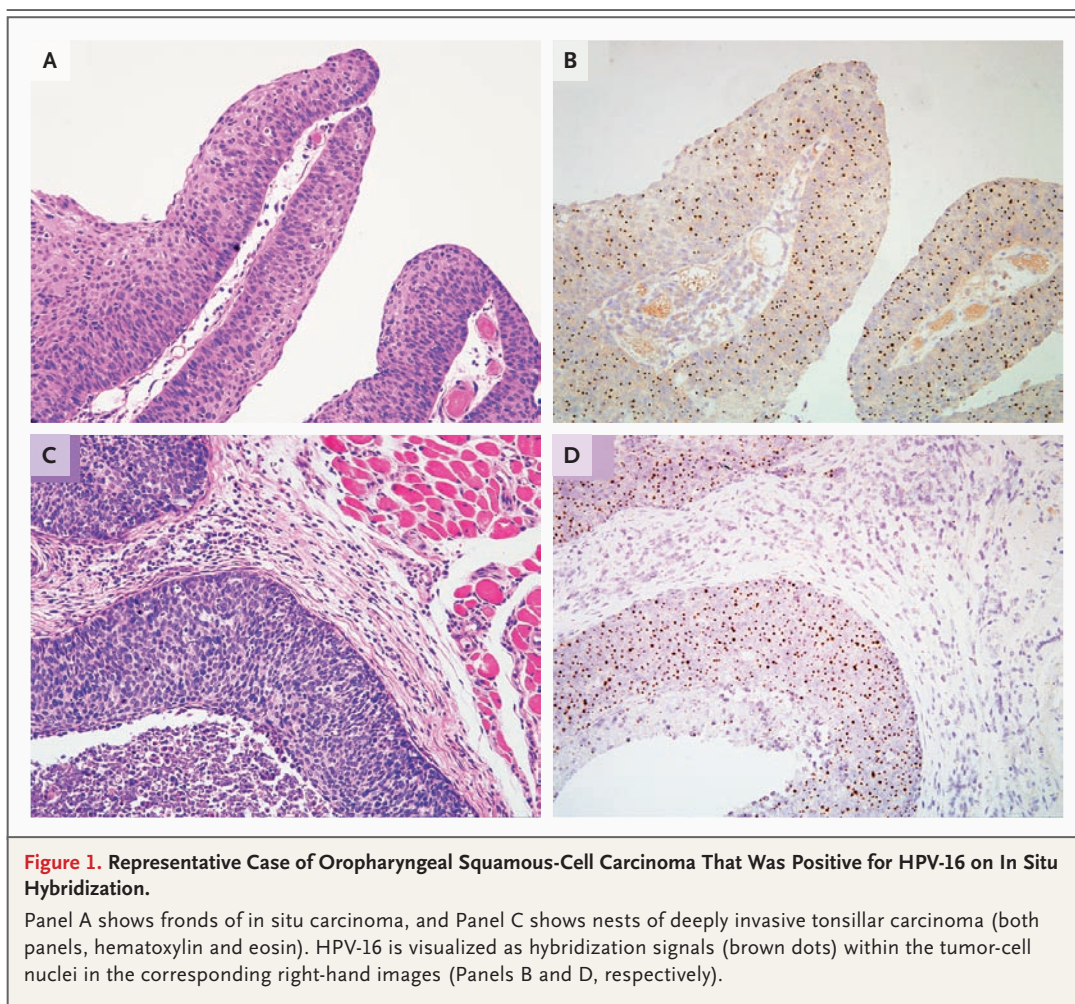 A
B
C
D
Figure 1. Representative Case of Oropharyngeal Squamous-Cell Carcinoma That Was Positive for HPV-16 on In Situ
Hybridization.
Panel A shows fronds of in situ carcinoma, and Panel C shows nests of deeply invasive tonsillar carcinoma (both
panels, hematoxylin and eosin). HPV-16 is visualized as hybridization signals (brown dots) within the tumor-cell
nuclei in the corresponding right-hand images (Panels B and D, respectively).